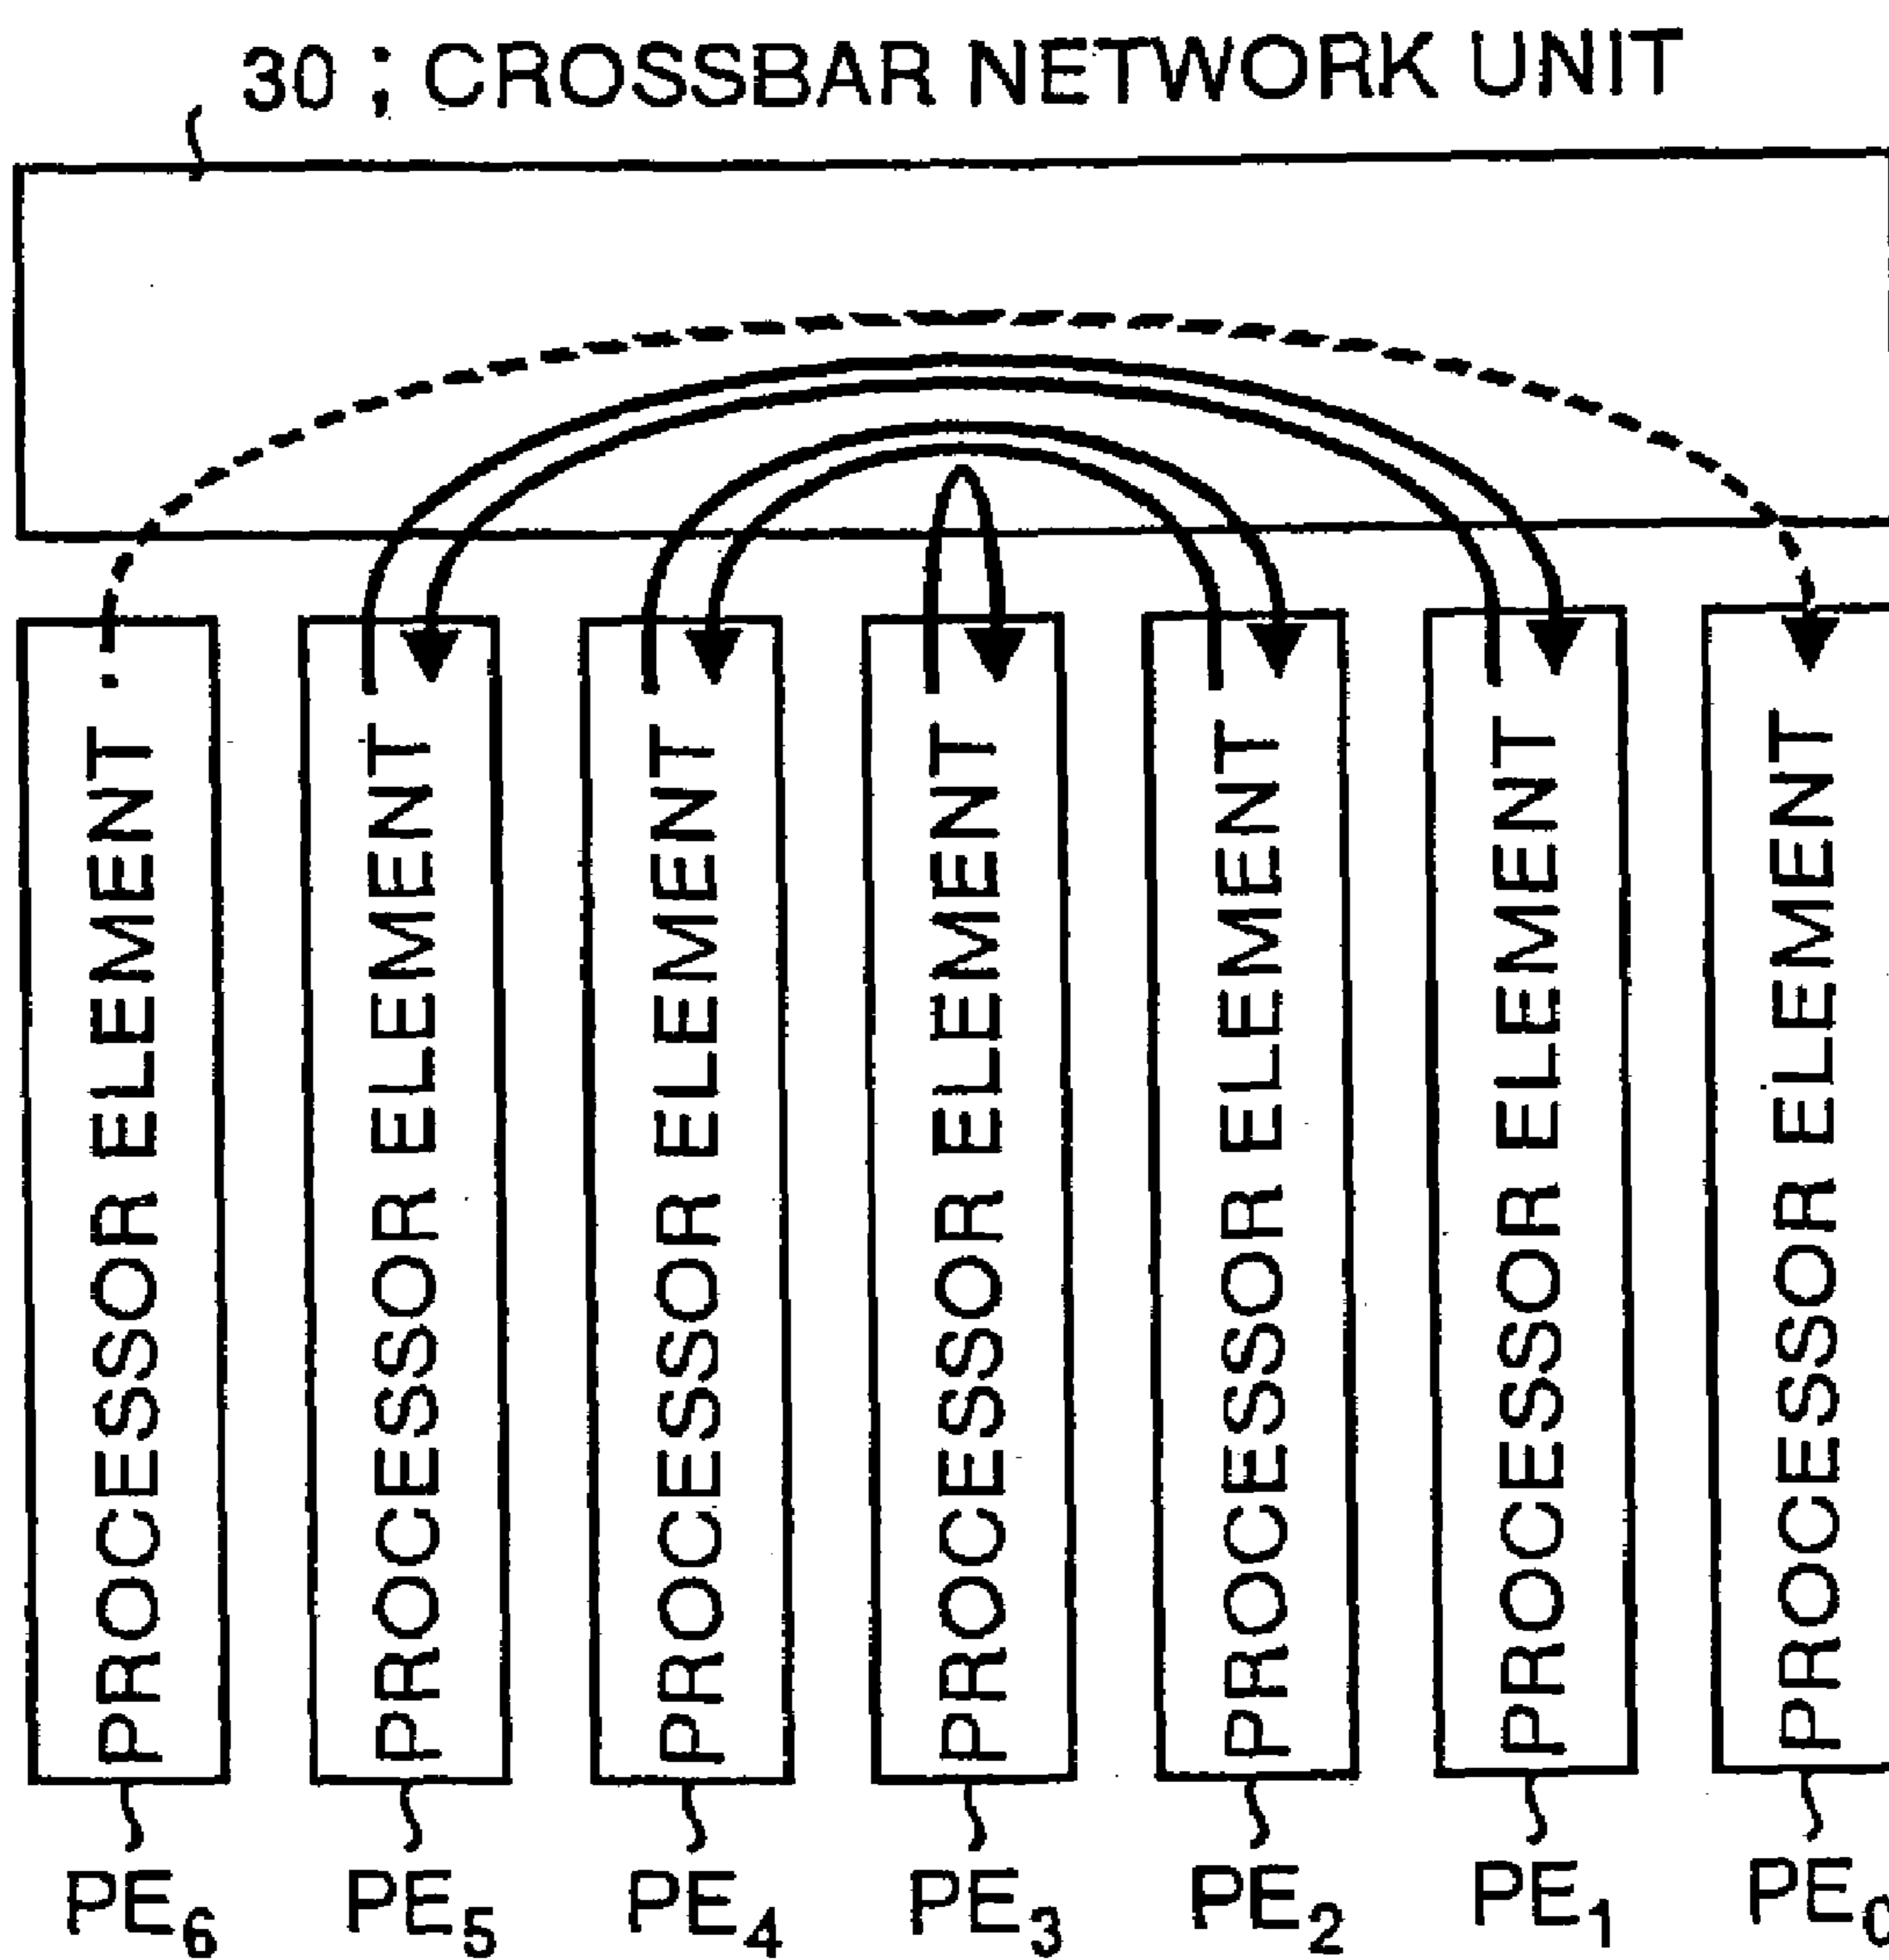 30 ; CROSSBAR NETWORK UNIT
PROCESSOR ELEMENT
PROCESSOR ELEMENT
PROCESSOR ELEMENT
PROCESSOR ELEMENT
PROCESSOR ELEMENT
PROCESSOR ELEMENT
PROCESSOR ELEMENT
PE6 PE5 PE4 PE3 PE2 PE1 PE0